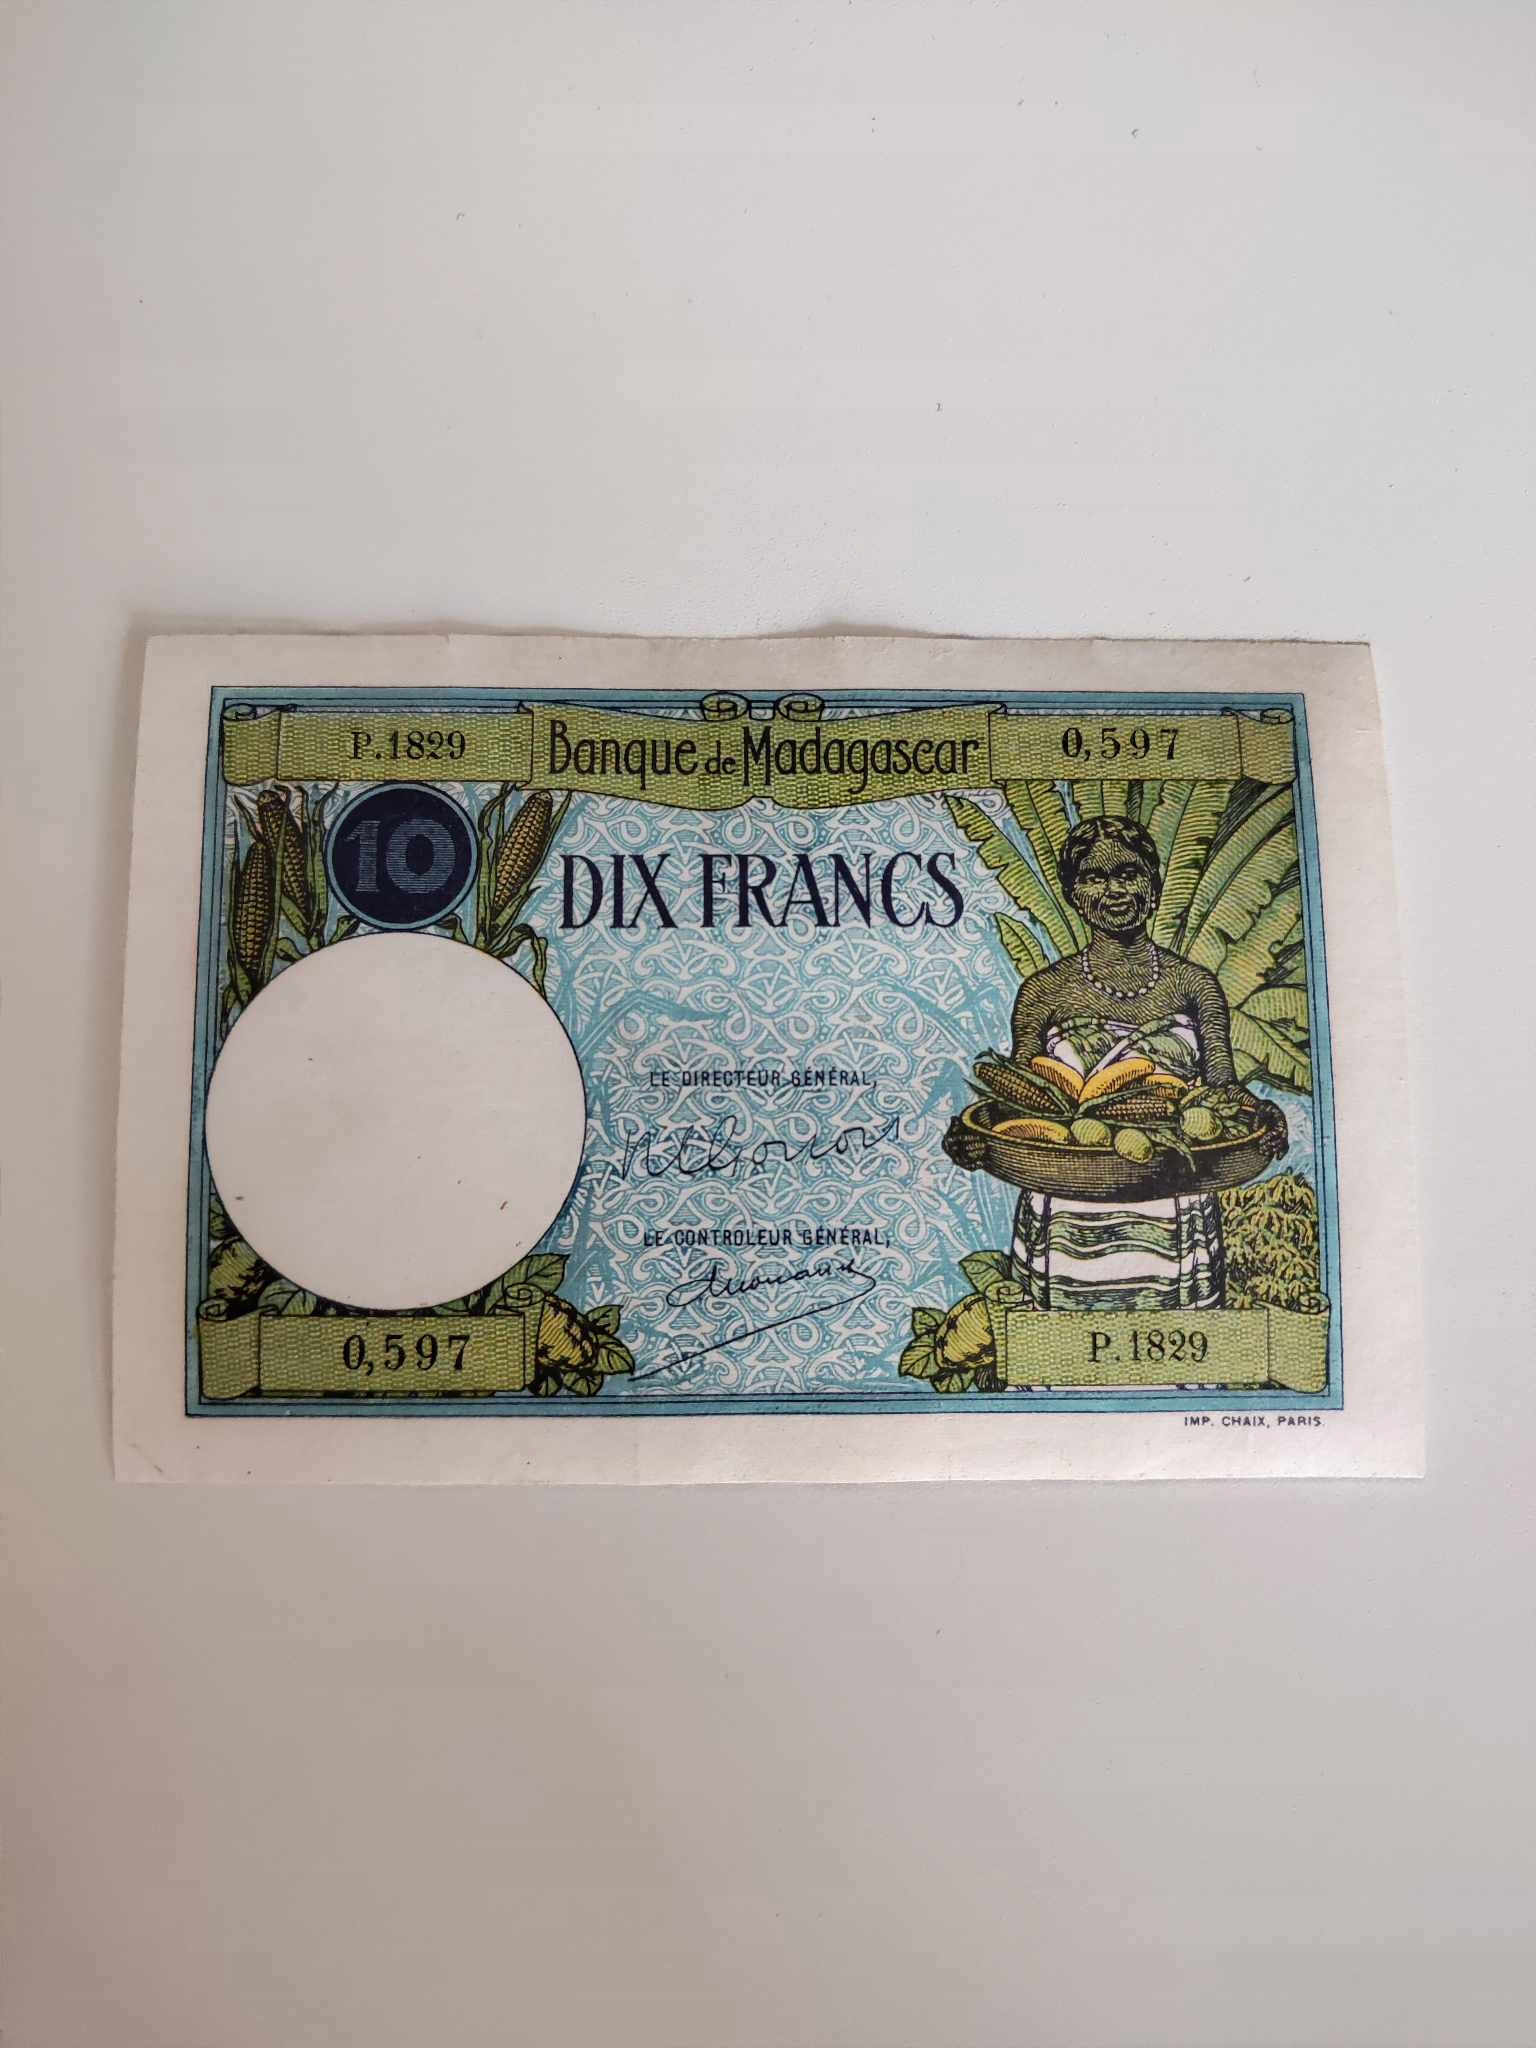 P.1829
Banque de Madagascar
0,597
10
DIX FRANCS
LE DIRECTEUR GÉNÉRAL,
LE CONTROLEUR GÉNÉRAL,
0,597
P.1829
IMP. CHAIX, PARIS